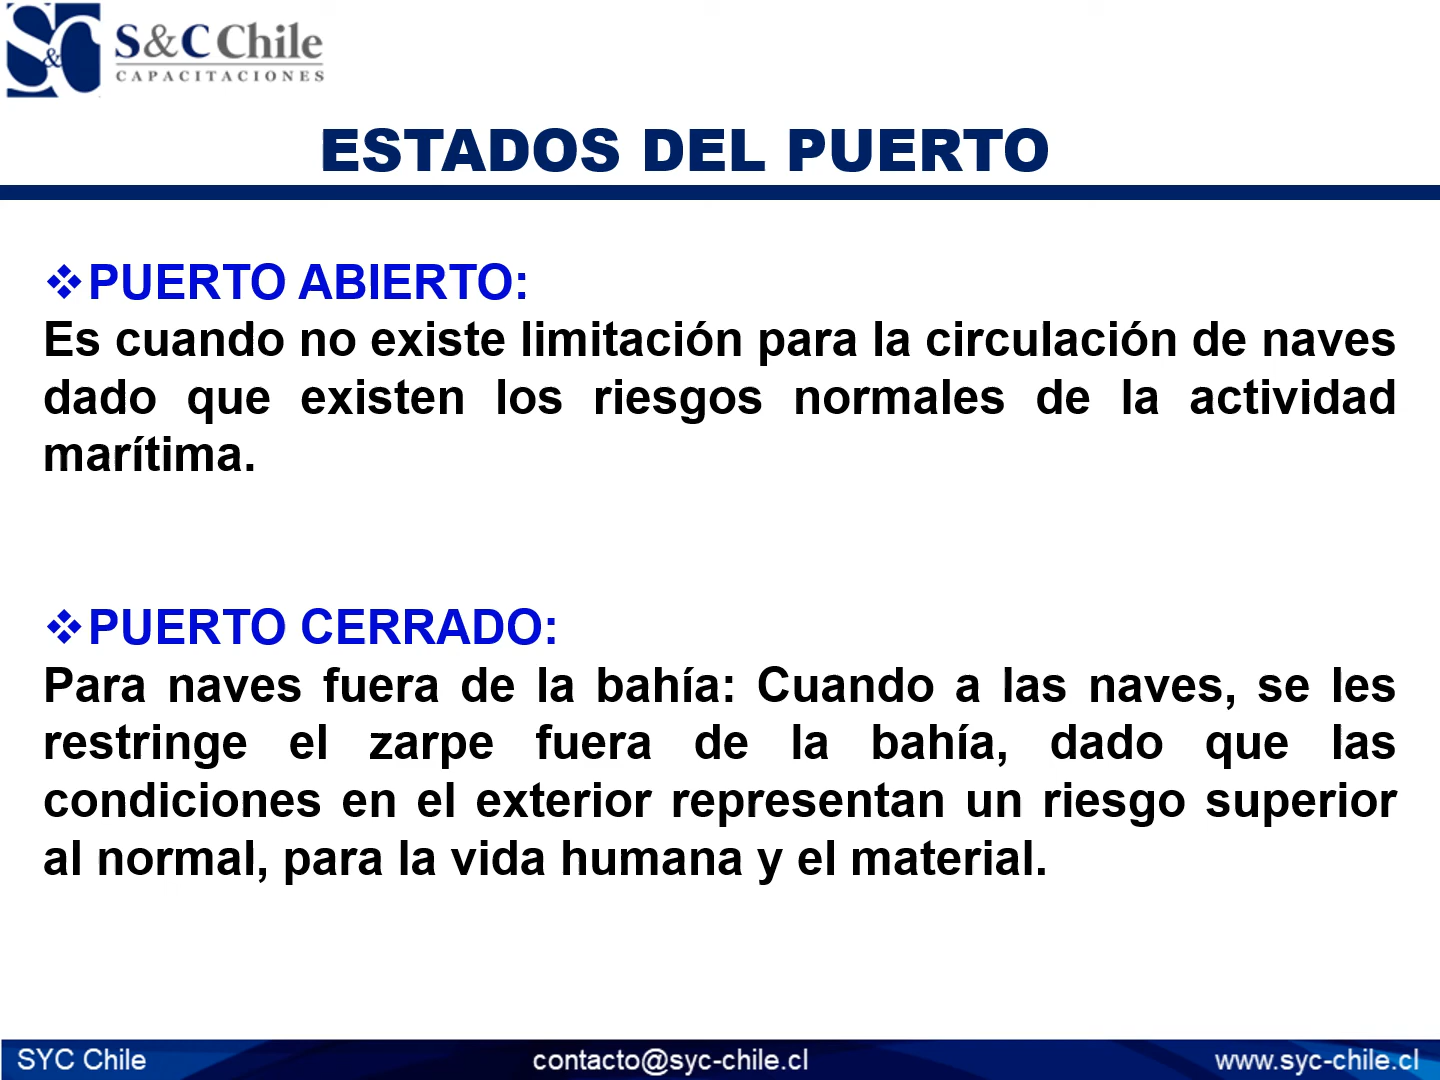 S&C
S&C Chile
CAPACITACIONES
ESTADOS DEL PUERTO
❖PUERTO ABIERTO:
Es cuando no existe limitación para la circulación de naves
dado que existen los riesgos normales de la actividad
marítima.
❖PUERTO CERRADO:
Para naves fuera de la bahía: Cuando a las naves, se les
restringe el zarpe fuera de la bahía, dado que las
condiciones en el exterior representan un riesgo superior
al normal, para la vida humana y el material.
SYC Chile
contacto@syc-chile.cl
www.syc-chile.cl